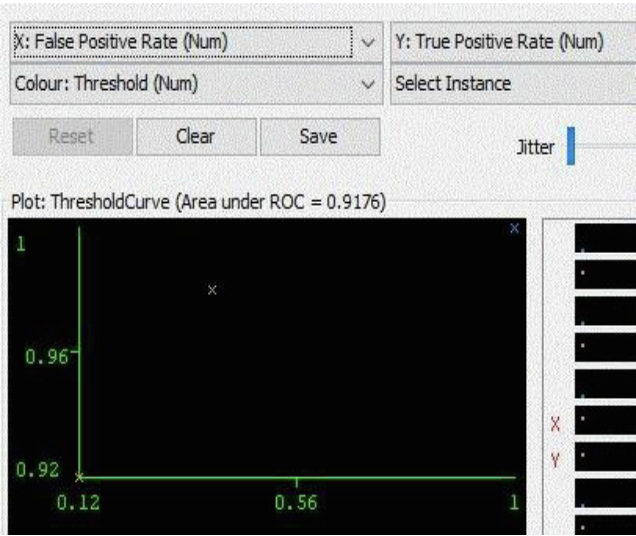 X: False Positive Rate (Num) Y: True Positive Rate (Num)
Colour: Threshold (Num) Select Instance
Reset Clear Save Jitter
Plot: ThresholdCurve (Area under ROC = 0.9176)
1
0.96
X
Y
0.92
0.12 0.56 1